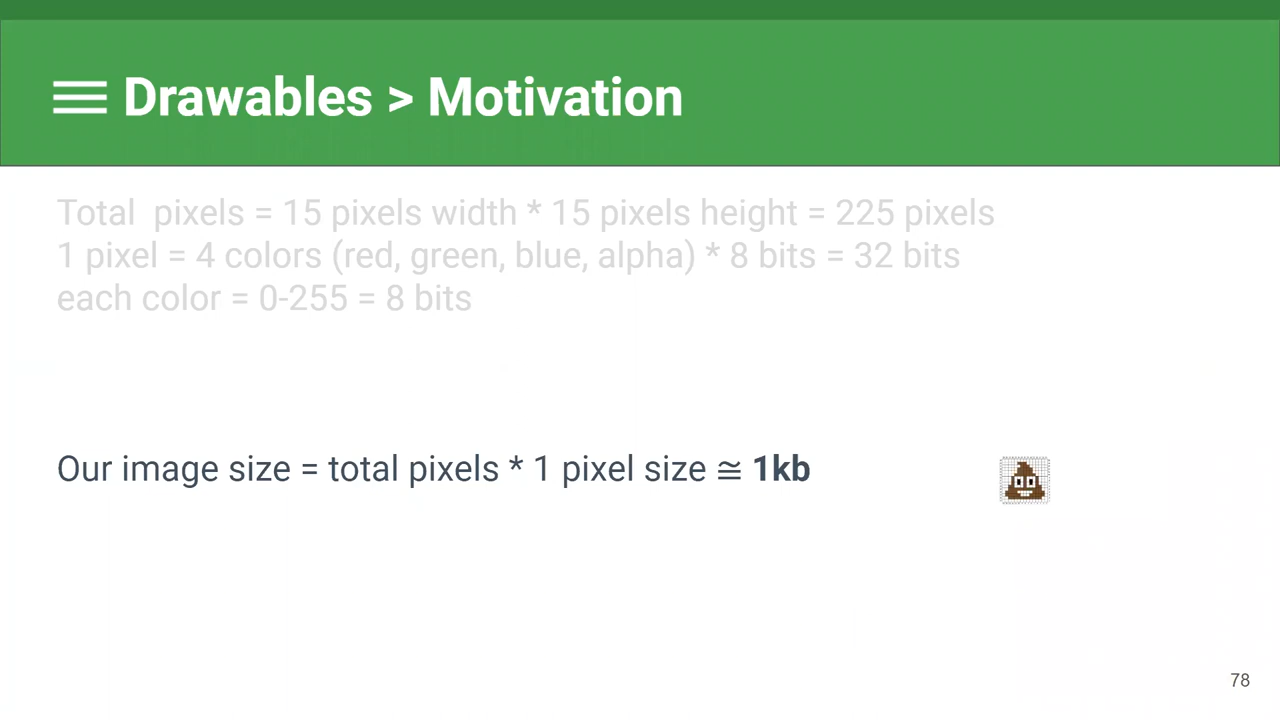 Drawables > Motivation
Total pixels = 15 pixels width * 15 pixels height = 225 pixels
1 pixel = 4 colors (red, green, blue, alpha) * 8 bits = 32 bits
each color = 0-255 = 8 bits
Our image size = total pixels * 1 pixel size ≅ 1kb
78